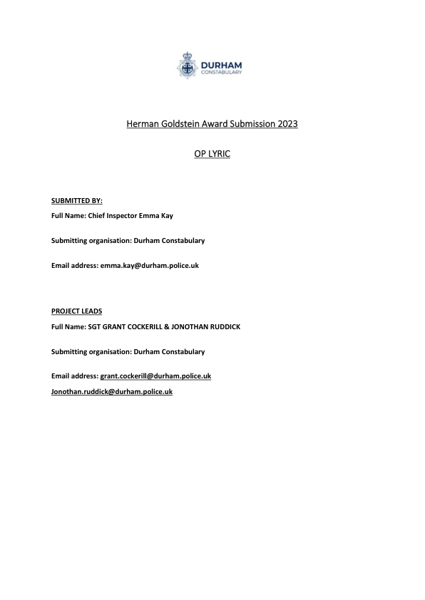 DURHAM
CONSTABULARY
Herman Goldstein Award Submission 2023
OP LYRIC
SUBMITTED BY:
Full Name: Chief Inspector Emma Kay
Submitting organisation: Durham Constabulary
Email address: emma.kay@durham.police.uk
PROJECT LEADS
Full Name: SGT GRANT COCKERILL & JONOTHAN RUDDICK
Submitting organisation: Durham Constabulary
Email address: grant.cockerill@durham.police.uk
Jonothan.ruddick@durham.police.uk